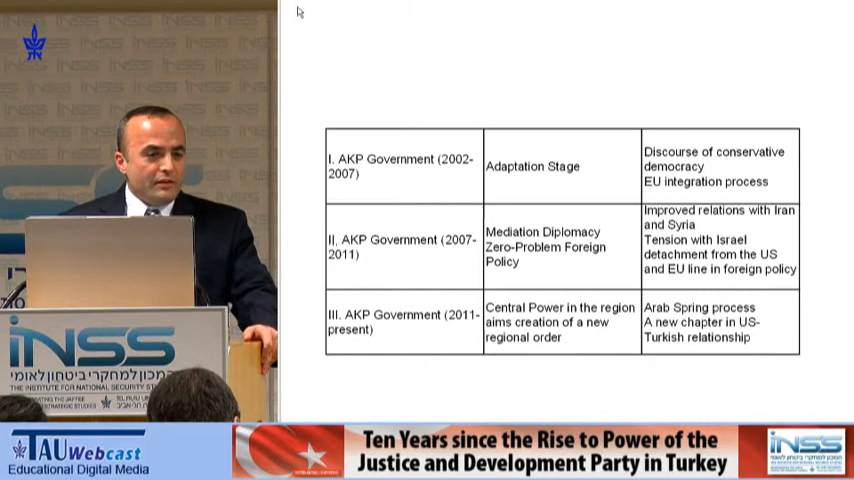 I. AKP Government (2002-
2007)
Adaptation Stage
Discourse of conservative
democracy
EU integration process
II. AKP Government (2007-
2011)
Mediation Diplomacy
Zero-Problem Foreign
Policy
Improved relations with Iran
and Syria
Tension with Israel
detachment from the US
and EU line in foreign policy
III. AKP Government (2011-
present)
Central Power in the region
aims creation of a new
regional order
Arab Spring process
A new chapter in US-
Turkish relationship
iNSS
המכון למחקרי ביטחון לאומי
THE INSTITUTE FOR NATIONAL SECURITY
TAU Webcast
Educational Digital Media
Ten Years since the Rise to Power of the
Justice and Development Party in Turkey
iNSS